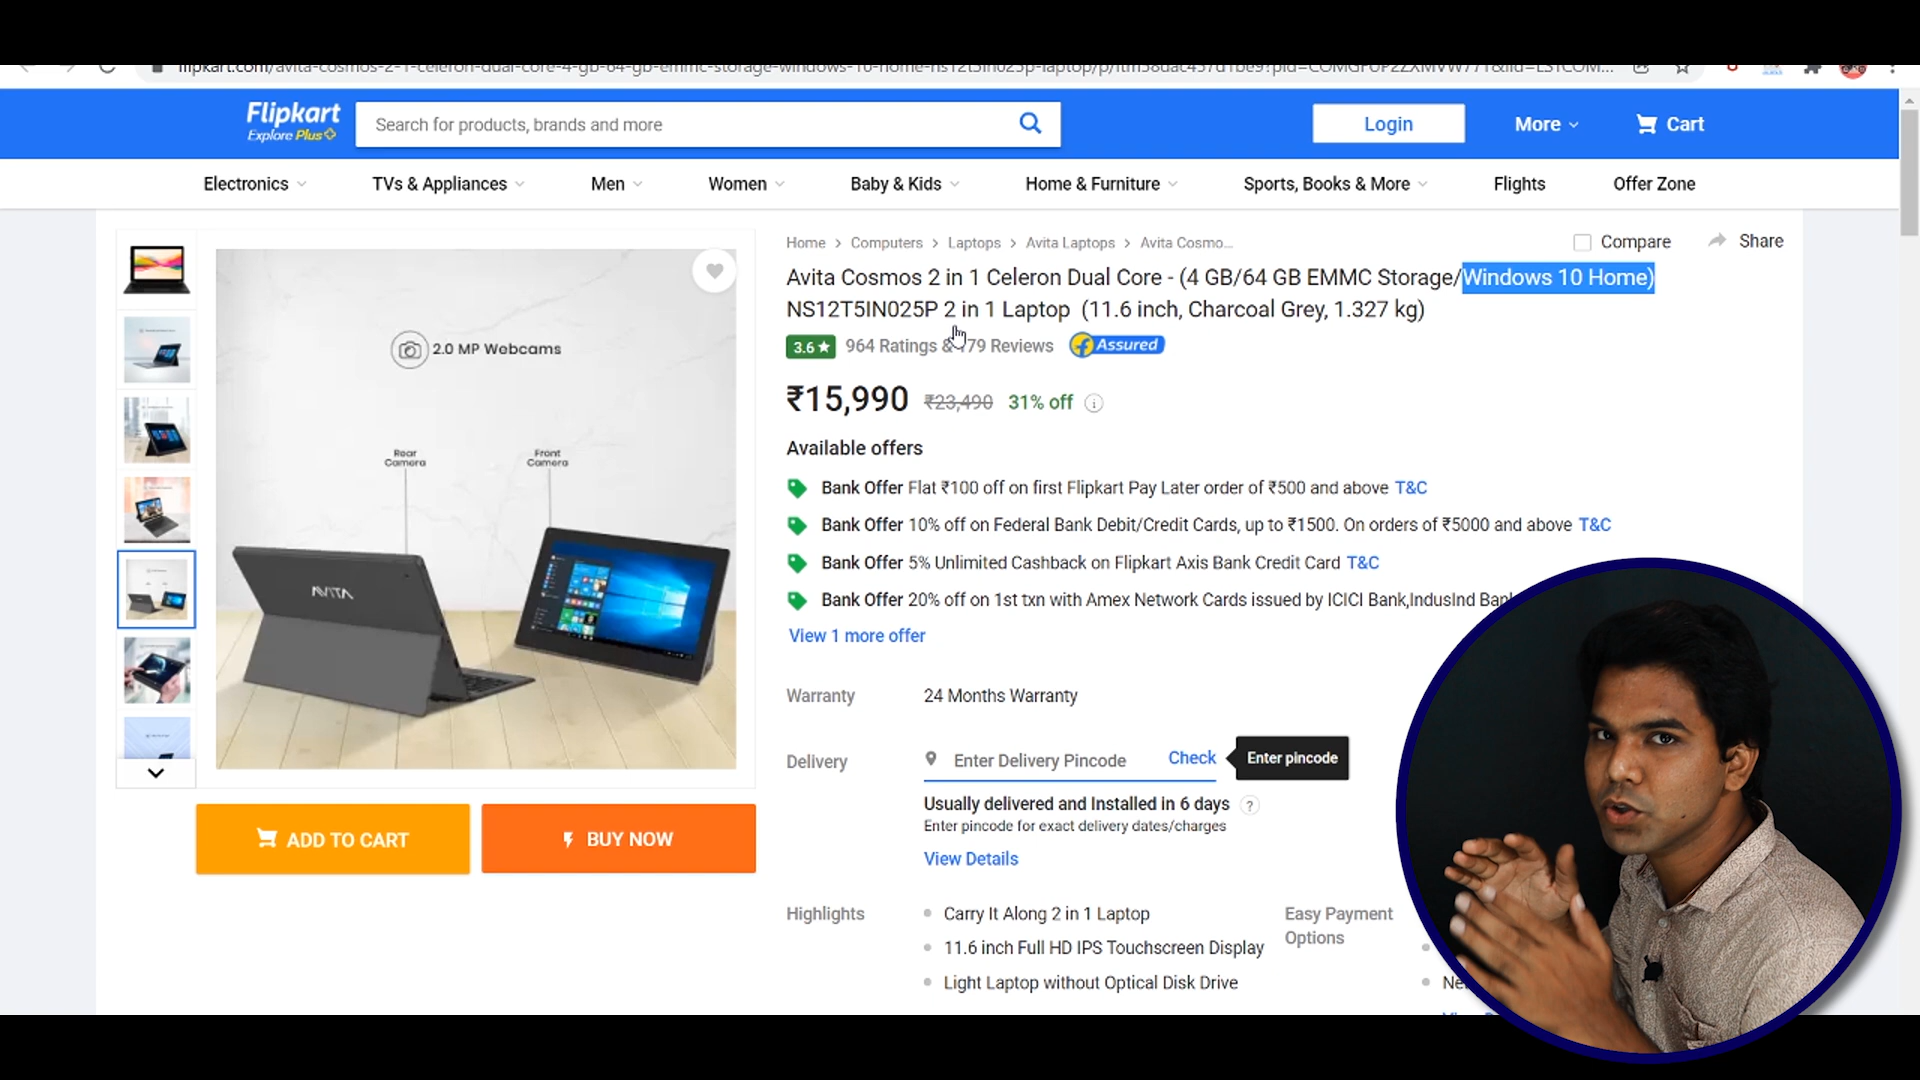 Flipkart
Explore Plus
Search for products, brands and more
Login
More
Cart
Electronics
TVs & Appliances
Men
Women
Baby & Kids
Home & Furniture
Sports, Books & More
Flights
Offer Zone
Home > Computers > Laptops > Avita Laptops > Avita Cosmo...
Compare
Share
Avita Cosmos 2 in 1 Celeron Dual Core - (4 GB/64 GB EMMC Storage/Windows 10 Home)
NS12T5IN025P 2 in 1 Laptop (11.6 inch, Charcoal Grey, 1.327 kg)
3.6★ 964 Ratings & 179 Reviews Assured
₹15,990 ₹23,490 31% off
Available offers
Bank Offer Flat ₹100 off on first Flipkart Pay Later order of ₹500 and above T&C
Bank Offer 10% off on Federal Bank Debit/Credit Cards, up to ₹1500. On orders of ₹5000 and above T&C
Bank Offer 5% Unlimited Cashback on Flipkart Axis Bank Credit Card T&C
Bank Offer 20% off on 1st txn with Amex Network Cards issued by ICICI Bank,IndusInd
View 1 more offer
Warranty
24 Months Warranty
Delivery
Enter Delivery Pincode
Check
Enter pincode
Usually delivered and Installed in 6 days ?
Enter pincode for exact delivery dates/charges
View Details
Highlights
Carry It Along 2 in 1 Laptop
11.6 inch Full HD IPS Touchscreen Display
Light Laptop without Optical Disk Drive
Easy Payment
Options
2.0 MP Webcams
Rear
Camera
Front
Camera
AVITA
ADD TO CART
BUY NOW